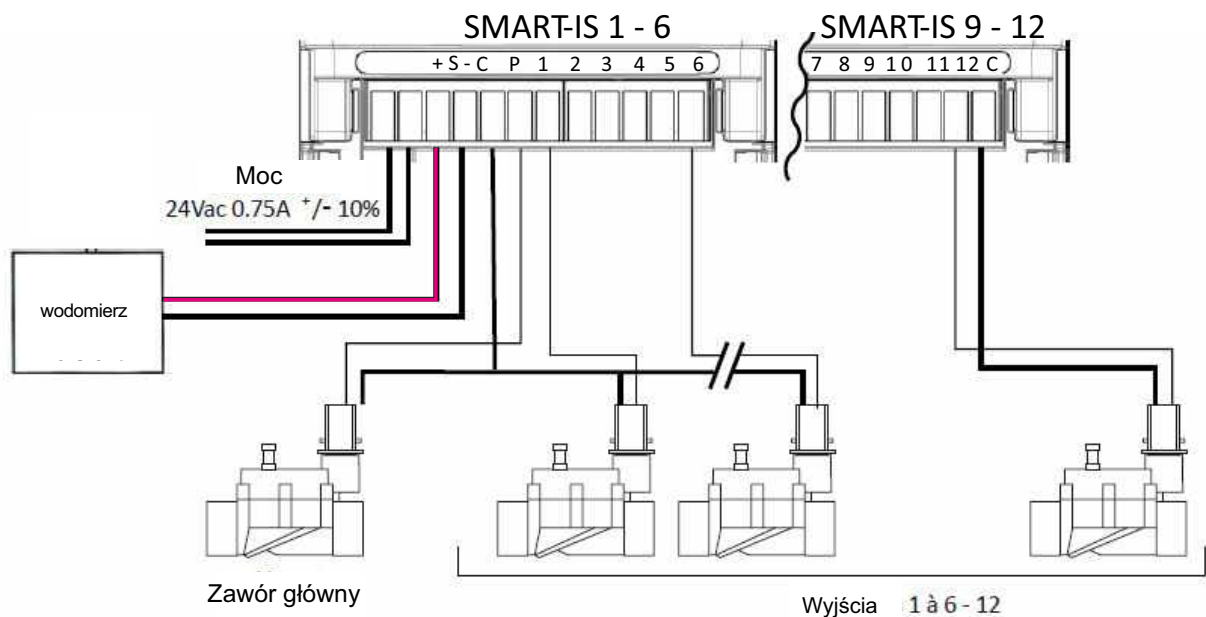 SMART-IS 1 - 6
SMART-IS 9 - 12
+ S - C P 1 2 3 4 5 6
7 8 9 10 11 12 C
Moc
24Vac 0.75A +/- 10%
wodomierz
Zawór główny
Wyjścia 1 à 6 - 12